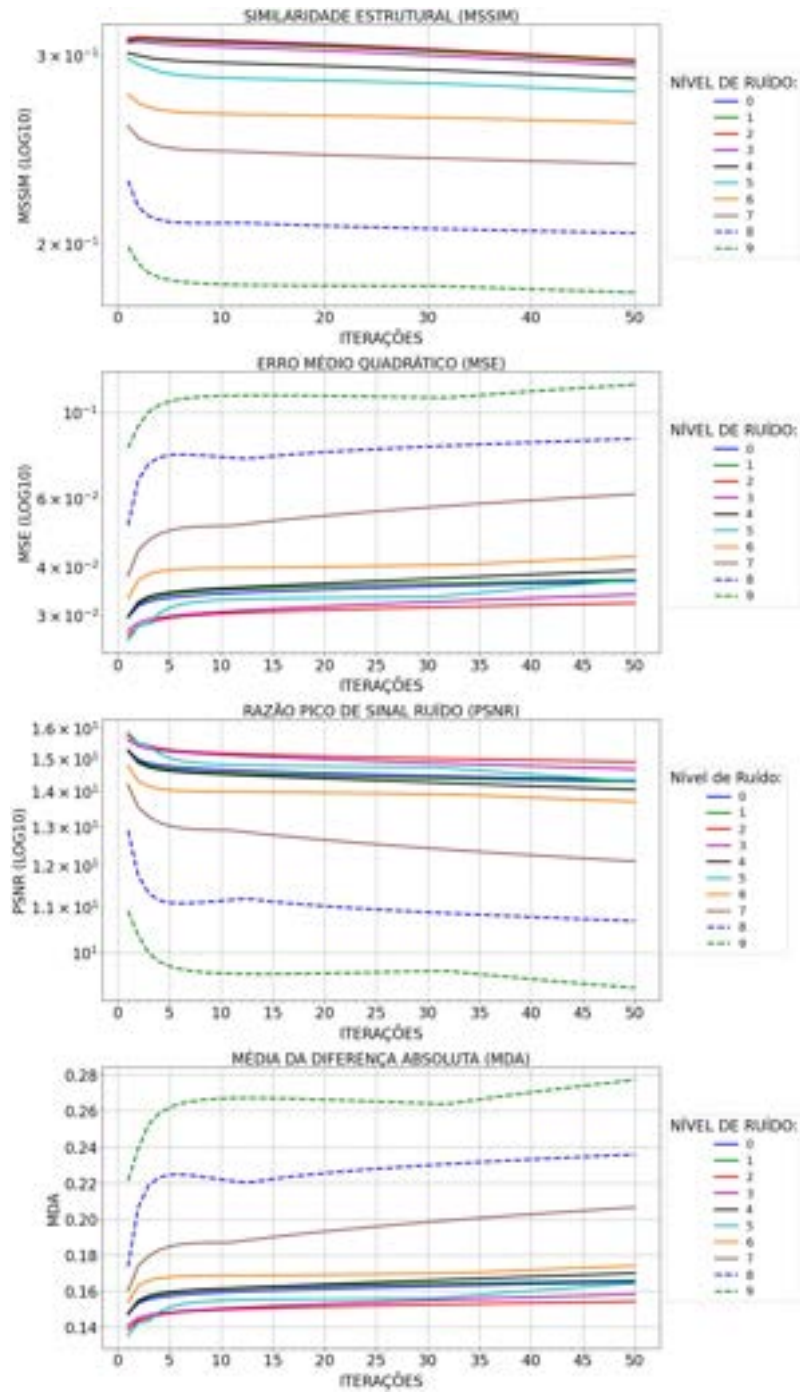 SIMILARIDADE ESTRUTURAL (MSSIM)
3 × 10⁻¹
2 × 10⁻¹
MSSIM (LOG10)
0 5 10 15 20 25 30 35 40 45 50
ITERAÇÕES
NÍVEL DE RUÍDO:
0
1
2
3
4
5
6
7
8
9
ERRO MÉDIO QUADRÁTICO (MSE)
10⁻¹
6 × 10⁻²
4 × 10⁻²
3 × 10⁻²
MSE (LOG10)
0 5 10 15 20 25 30 35 40 45 50
ITERAÇÕES
NÍVEL DE RUÍDO:
0
1
2
3
4
5
6
7
8
9
RAZÃO PICO DE SINAL RUÍDO (PSNR)
1.6 × 10¹
1.5 × 10¹
1.4 × 10¹
1.3 × 10¹
1.2 × 10¹
1.1 × 10¹
10¹
PSNR (LOG10)
0 5 10 15 20 25 30 35 40 45 50
ITERAÇÕES
Nível de Ruído:
0
1
2
3
4
5
6
7
8
9
MÉDIA DA DIFERENÇA ABSOLUTA (MDA)
0.28
0.26
0.24
0.22
0.20
0.18
0.16
0.14
MDA
0 5 10 15 20 25 30 35 40 45 50
ITERAÇÕES
NÍVEL DE RUÍDO:
0
1
2
3
4
5
6
7
8
9